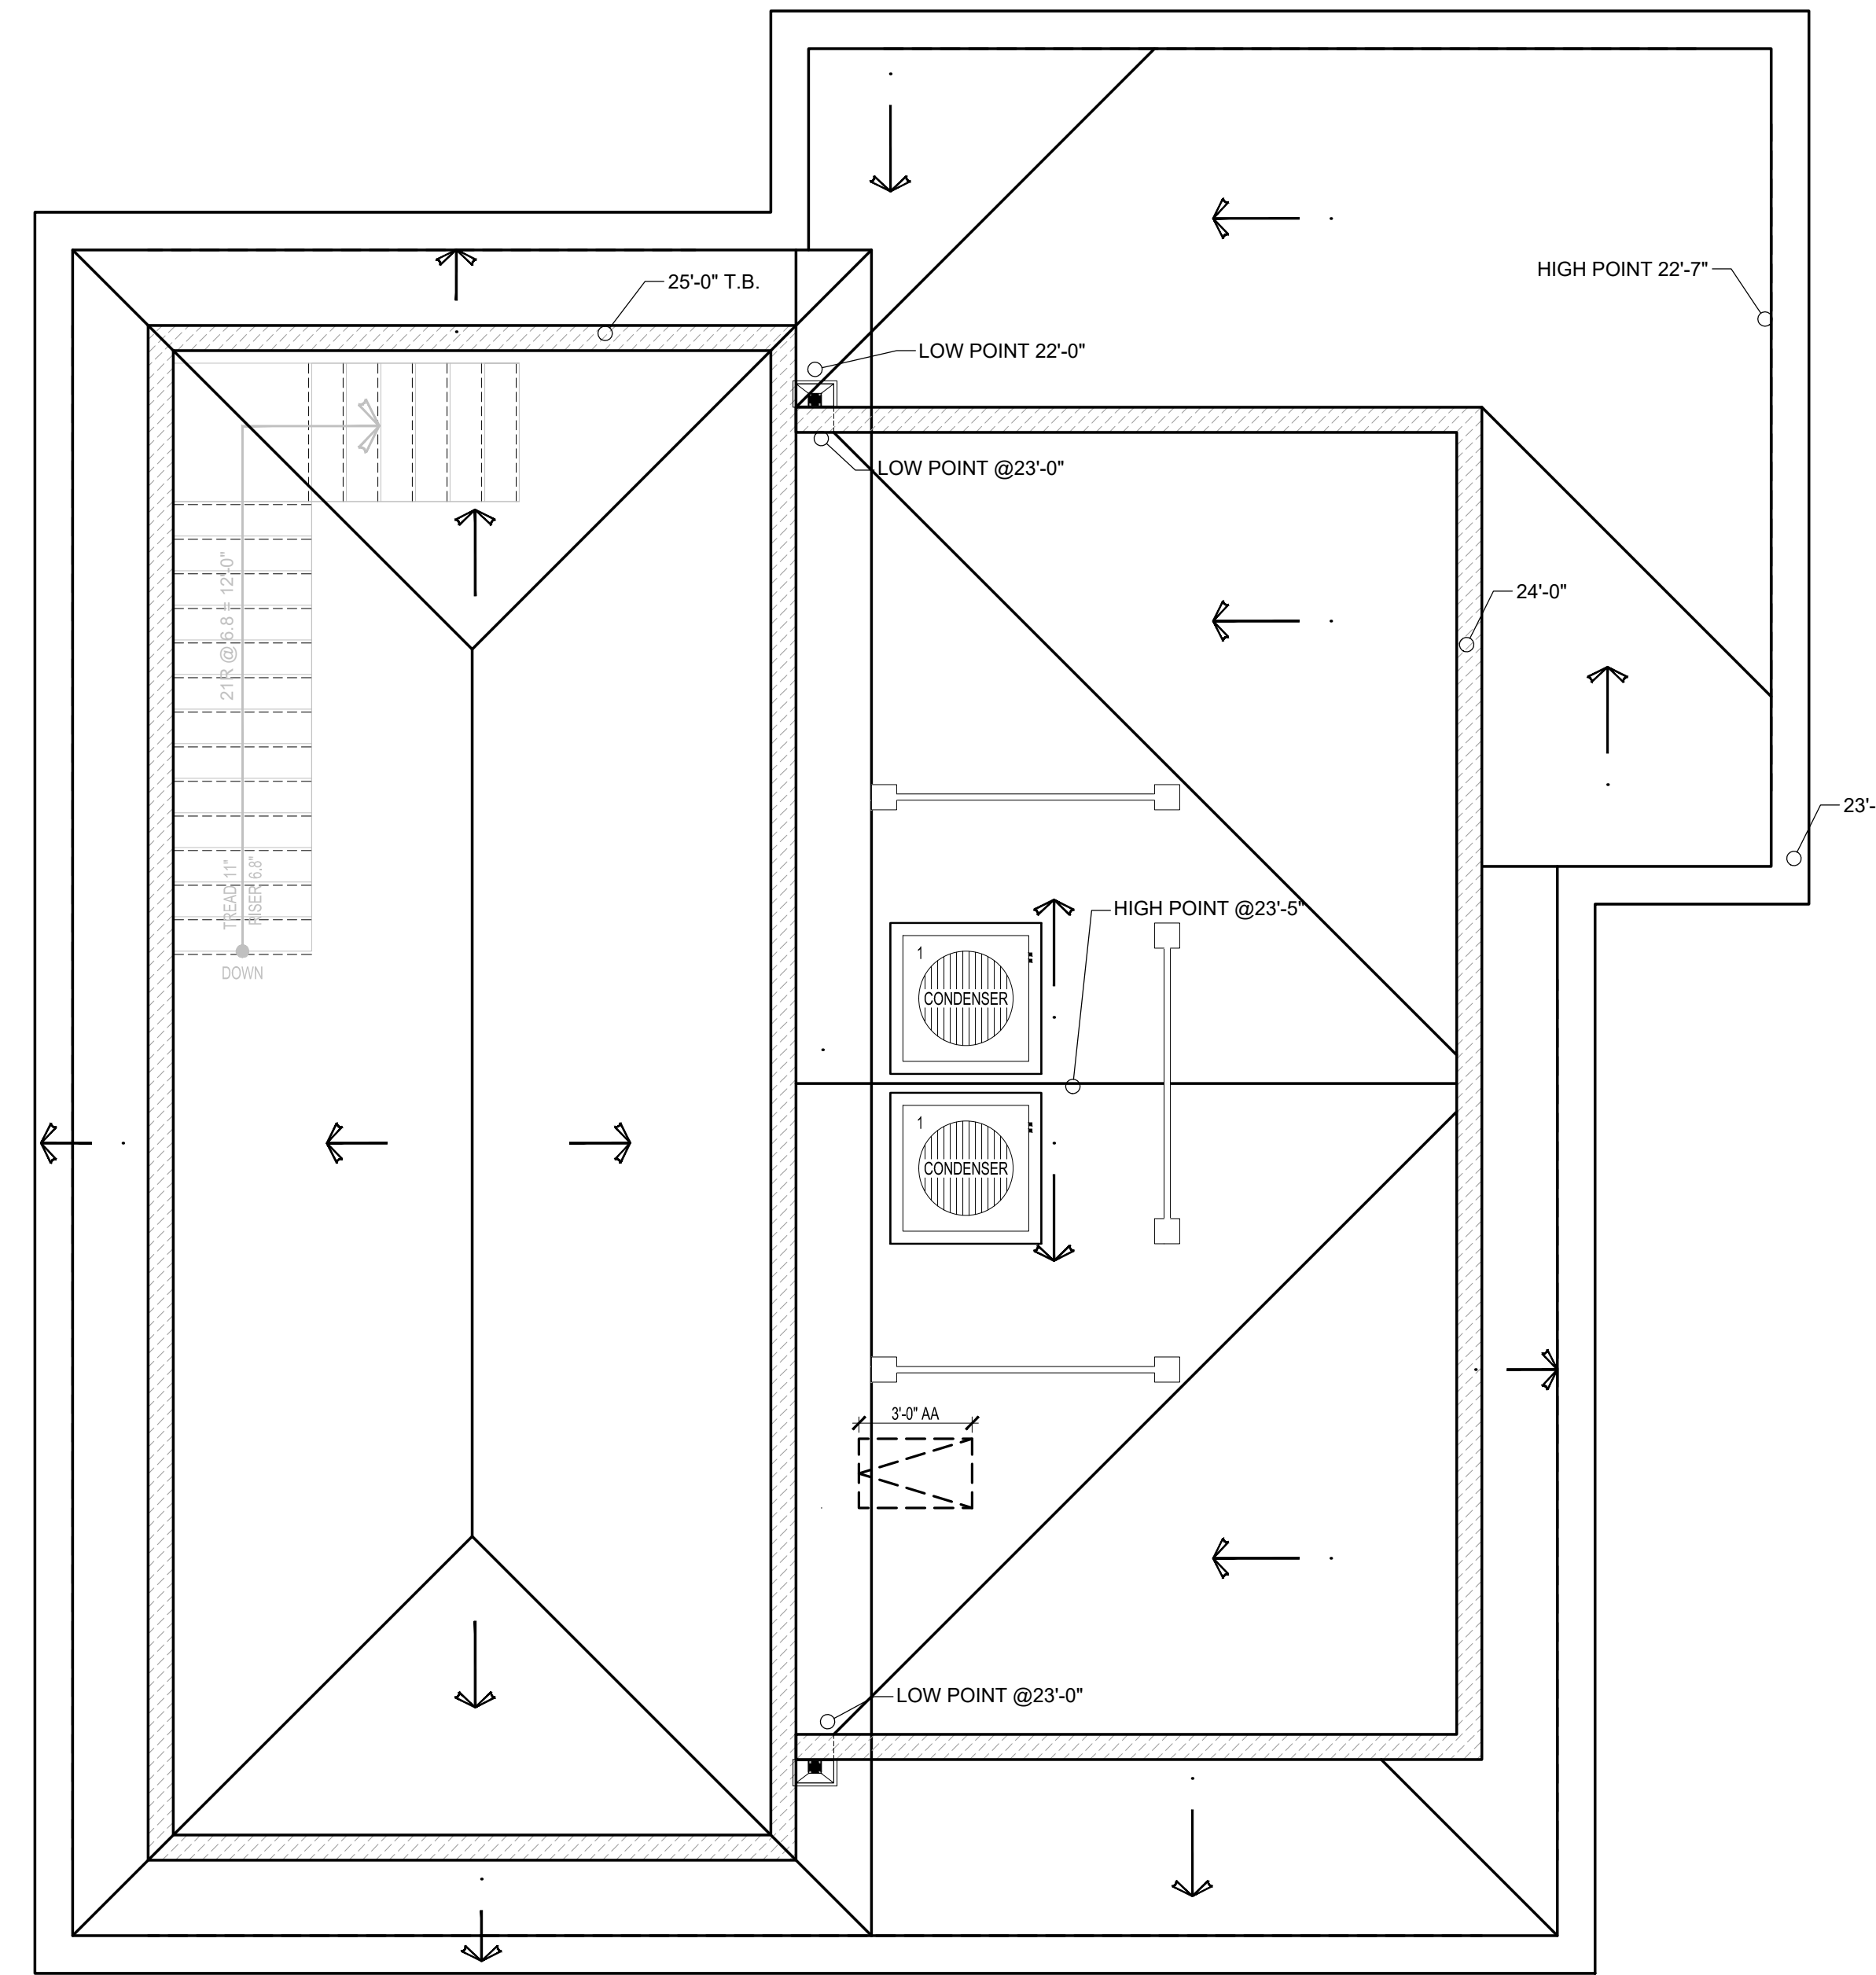 25'-0" T.B.
HIGH POINT 22'-7"
LOW POINT 22'-0"
LOW POINT @23'-0"
21R @ 6.8 = 12'-0"
24'-0"
23'-
TREAD 11"
RISER 6.8"
DOWN
HIGH POINT @23'-5"
1
CONDENSER
1
CONDENSER
3'-0" AA
LOW POINT @23'-0"